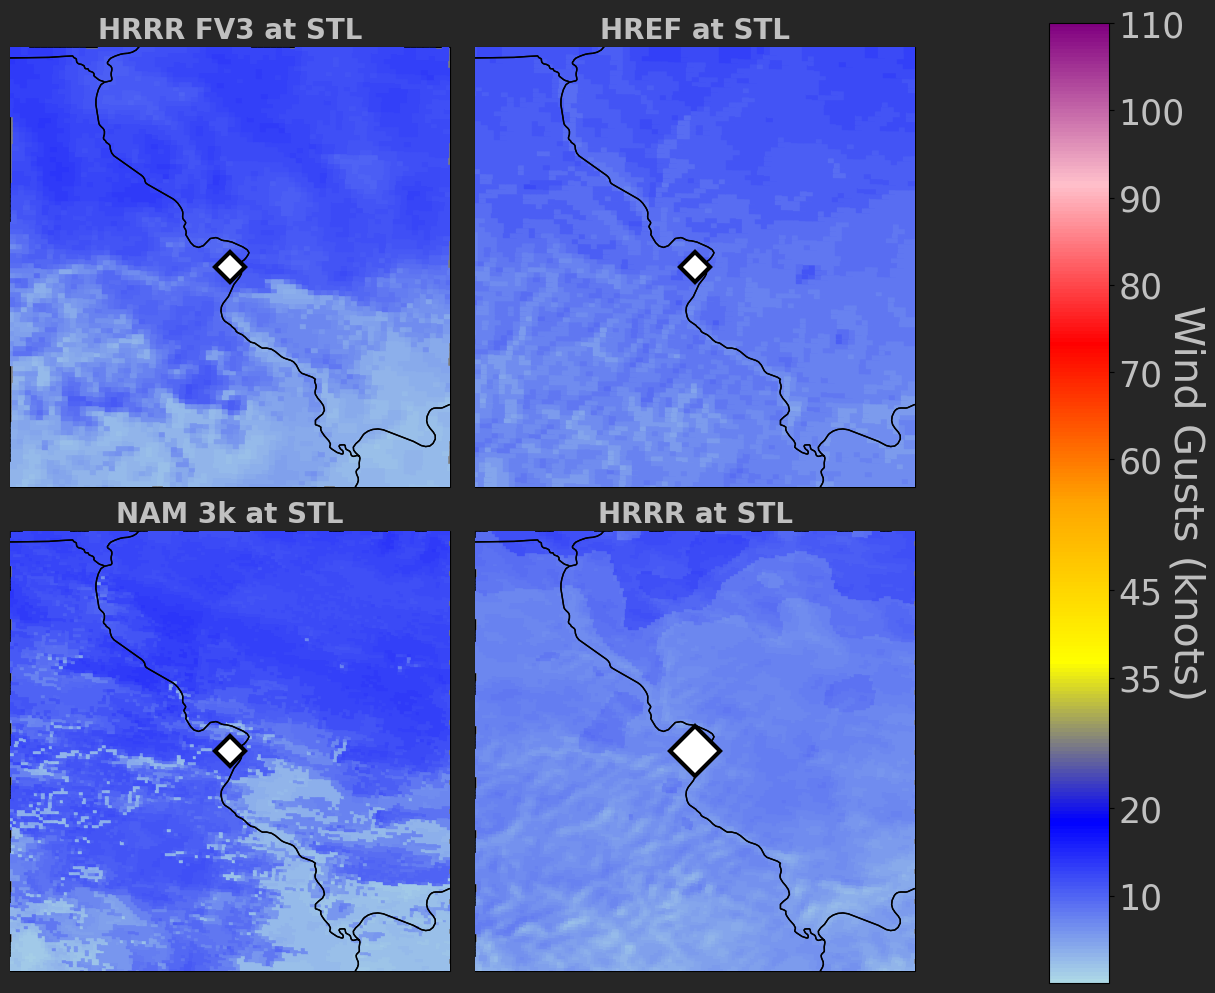 HRRR FV3 at STL
HREF at STL
NAM 3k at STL
HRRR at STL
110
100
90
80
70
60
45
35
20
10
Wind Gusts (knots)